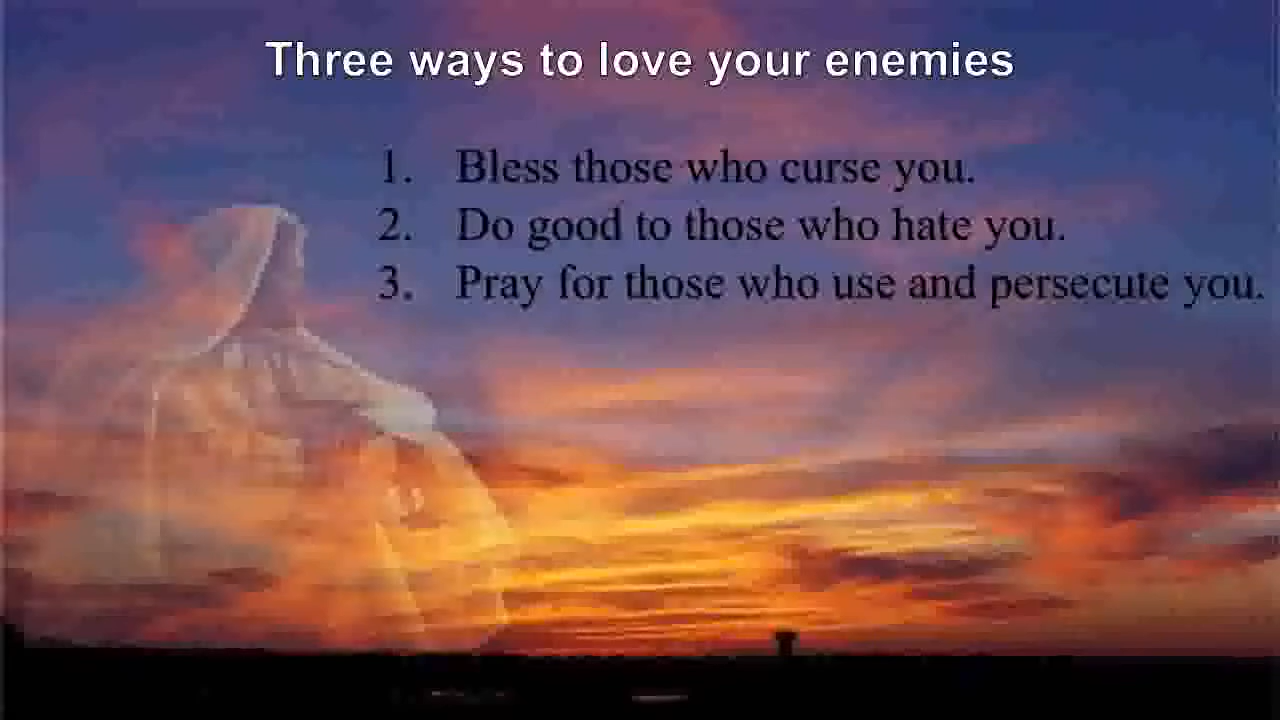 Three ways to love your enemies
1. Bless those who curse you.
2. Do good to those who hate you.
3. Pray for those who use and persecute you.